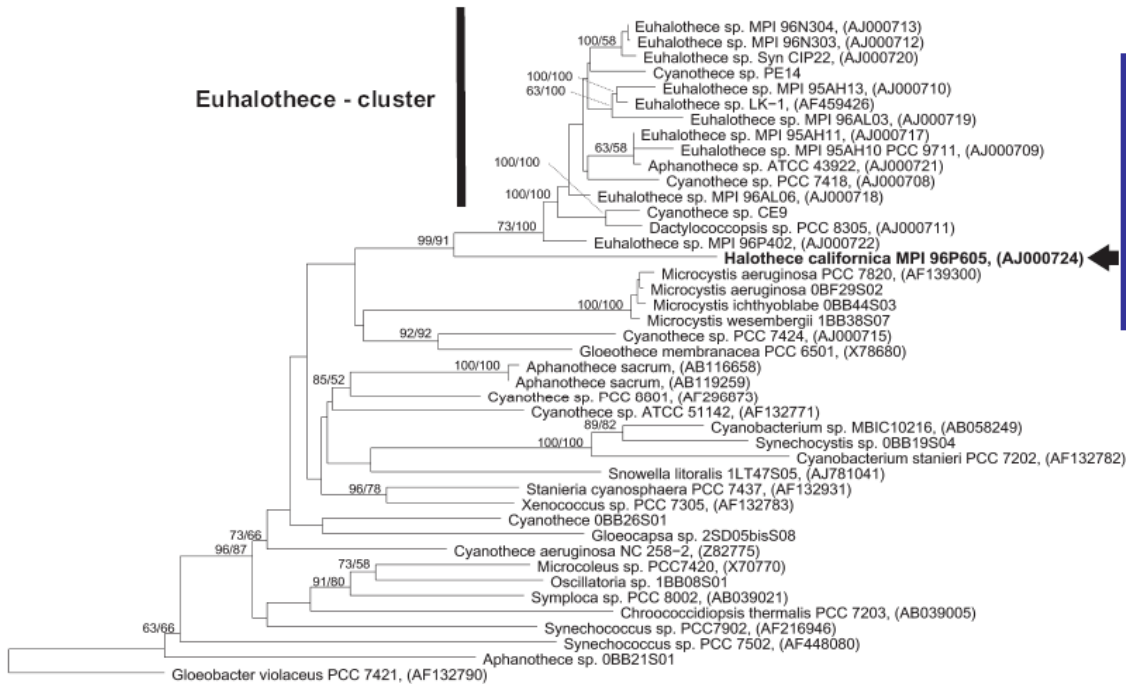 Euhalothece sp. MPI 96N304, (AJ000713)
100/58
Euhalothece sp. MPI 96N303, (AJ000712)
Euhalothece sp. Syn CIP22, (AJ000720)
Cyanothece sp. PE14
100/100
Euhalothece sp. MPI 95AH13, (AJ000710)
63/100
Euhalothece - cluster
Euhalothece sp. LK-1, (AF459426)
Euhalothece sp. MPI 96AL03, (AJ000719)
Euhalothece sp. MPI 95AH11, (AJ000717)
63/58
Euhalothece sp. MPI 95AH10 PCC 9711, (AJ000709)
Aphanothece sp. ATCC 43922, (AJ000721)
100/100
Cyanothece sp. PCC 7418, (AJ000708)
100/100
Euhalothece sp. MPI 96AL06, (AJ000718)
Cyanothece sp. CE9
73/100
Dactylococcopsis sp. PCC 8305, (AJ000711)
99/91
Euhalothece sp. MPI 96P402, (AJ000722)
Halothece californica MPI 96P605, (AJ000724)
Microcystis aeruginosa PCC 7820, (AF139300)
Microcystis aeruginosa 0BF29S02
100/100
Microcystis ichthyoblabe 0BB44S03
Microcystis wesembergii 1BB38S07
92/92
Cyanothece sp. PCC 7424, (AJ000715)
Gloeothece membranacea PCC 6501, (X78680)
100/100
Aphanothece sacrum, (AB116658)
85/52
Aphanothece sacrum, (AB119259)
Cyanothece sp. PCC 8801, (AF296873)
Cyanothece sp. ATCC 51142, (AF132771)
89/82
Cyanobacterium sp. MBIC10216, (AB058249)
100/100
Synechocystis sp. 0BB19S04
Cyanobacterium stanieri PCC 7202, (AF132782)
Snowella litoralis 1LT47S05, (AJ781041)
96/78
Stanieria cyanosphaera PCC 7437, (AF132931)
Xenococcus sp. PCC 7305, (AF132783)
Cyanothece 0BB26S01
73/66
Gloeocapsa sp. 2SD05bisS08
96/87
Cyanothece aeruginosa NC 258-2, (Z82775)
73/58
Microcoleus sp. PCC7420, (X70770)
91/80
Oscillatoria sp. 1BB08S01
Symploca sp. PCC 8002, (AB039021)
Chroococcidiopsis thermalis PCC 7203, (AB039005)
63/66
Synechococcus sp. PCC7902, (AF216946)
Synechococcus sp. PCC 7502, (AF448080)
Aphanothece sp. 0BB21S01
Gloeobacter violaceus PCC 7421, (AF132790)